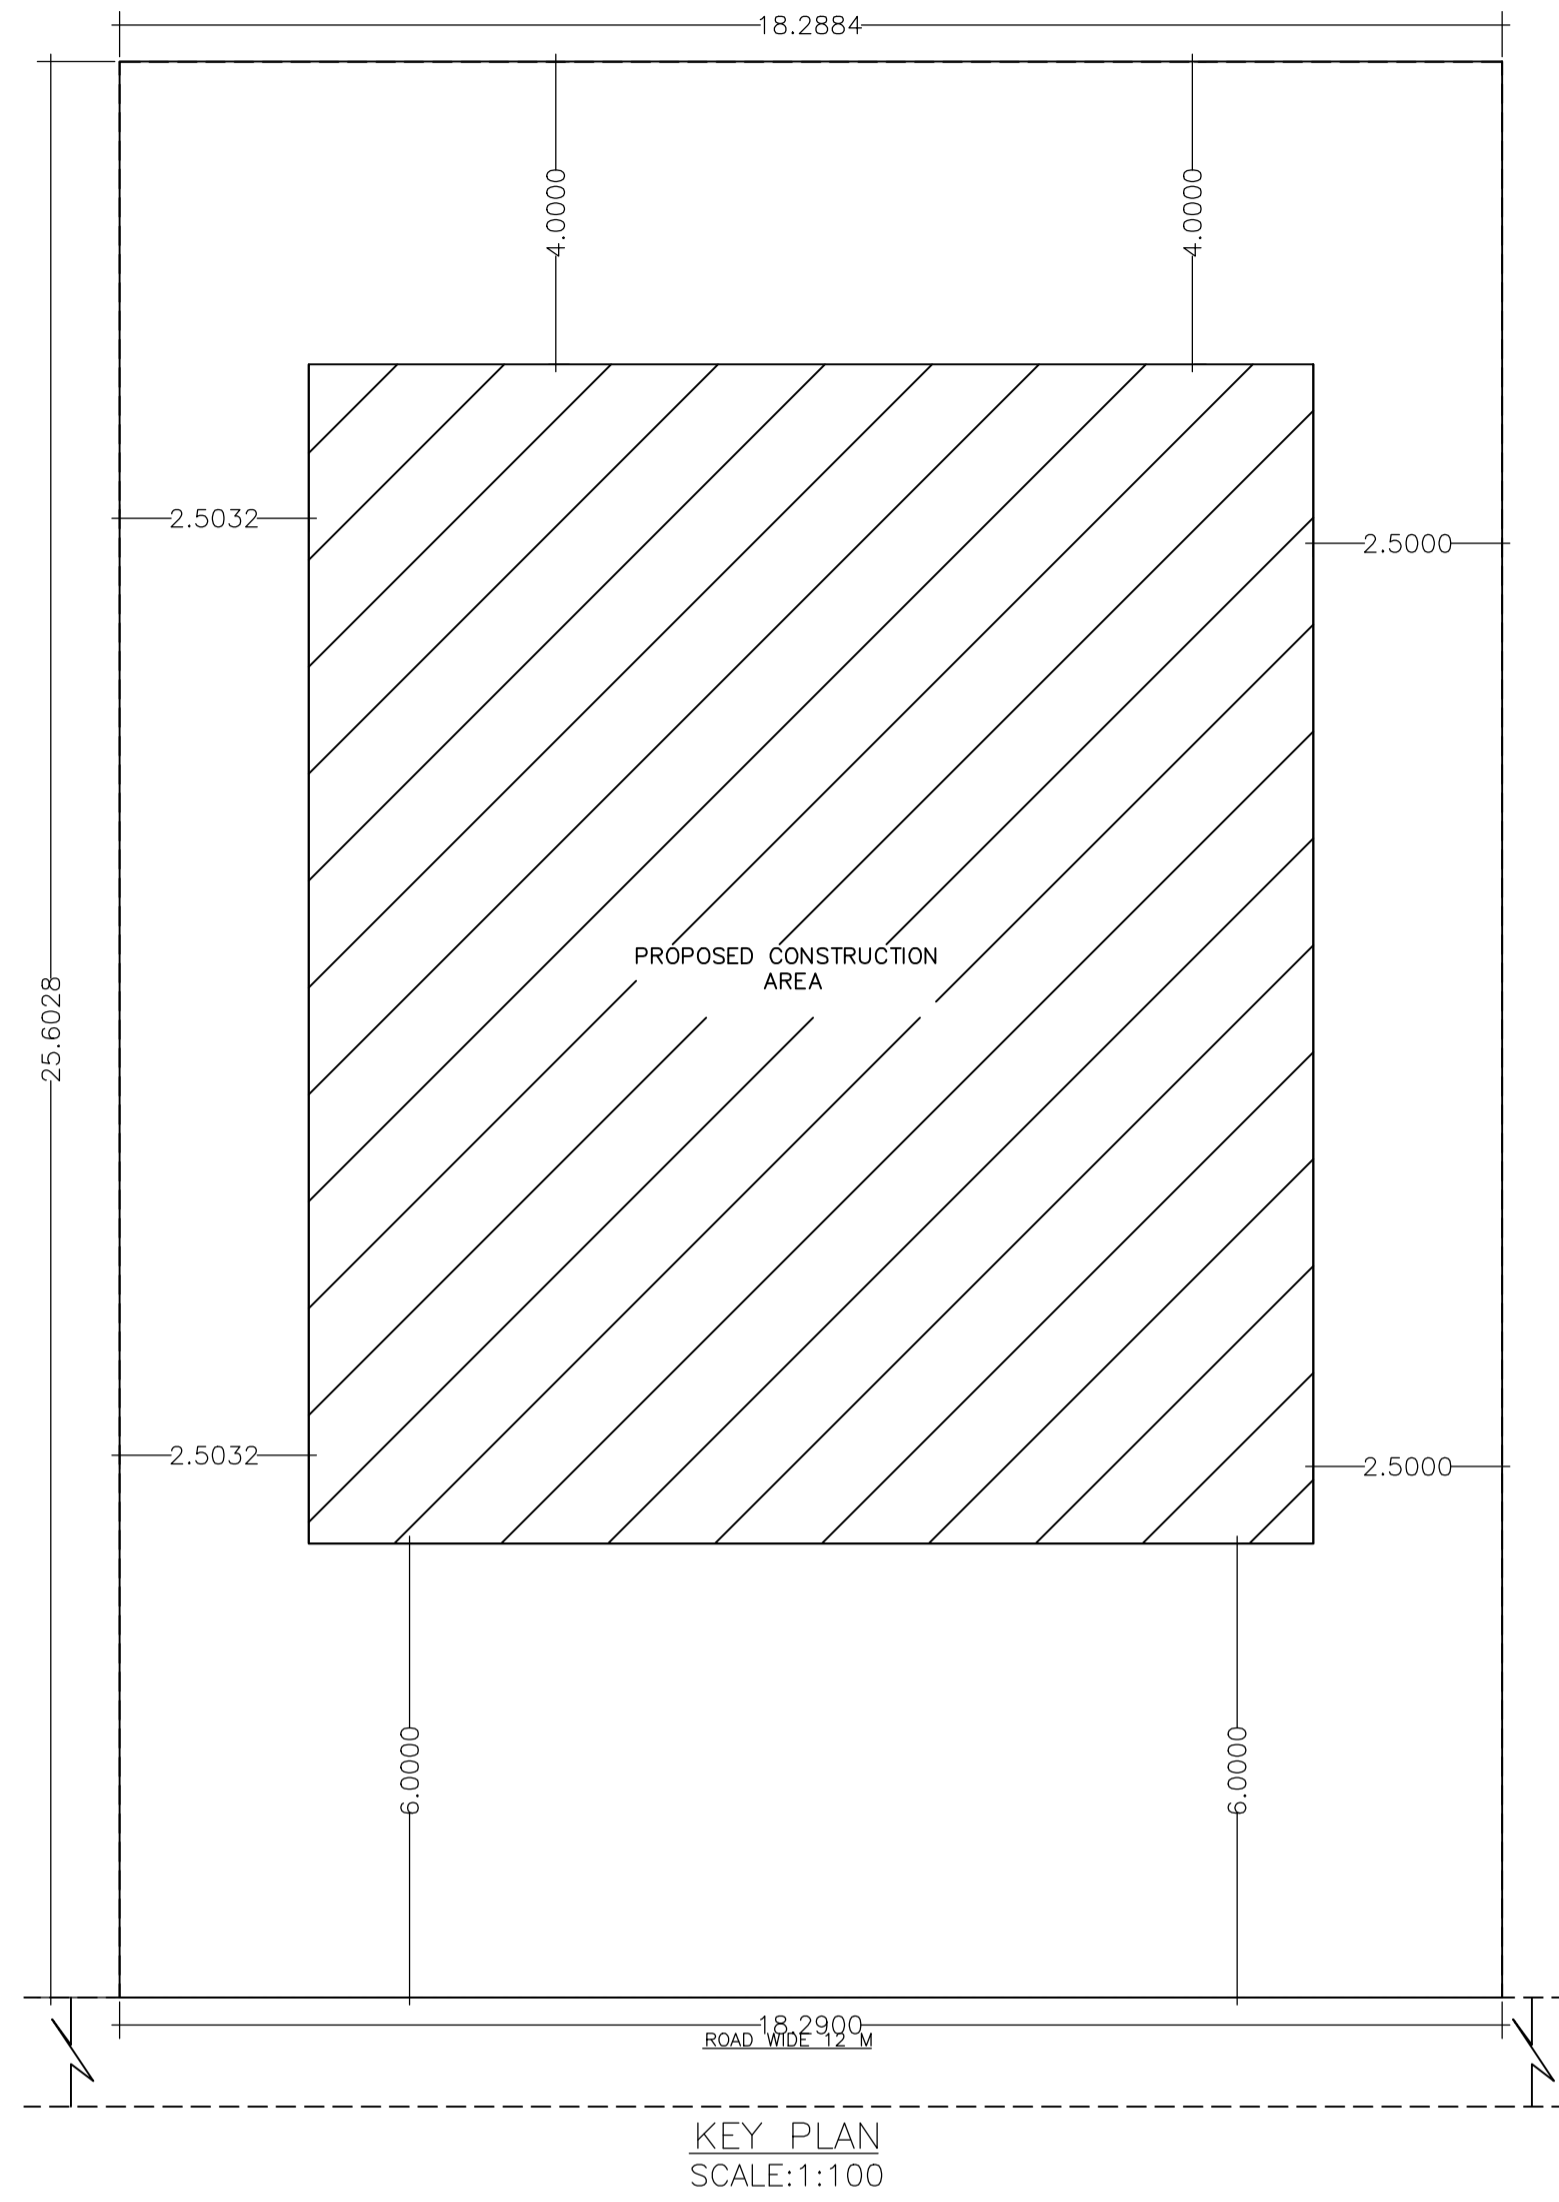 18.2884
4.0000
4.0000
2.5032
2.5000
PROPOSED CONSTRUCTION
AREA
25.6028
2.5032
2.5000
6.0000
6.0000
18.2900
ROAD WIDE 12 M
KEY PLAN
SCALE:1:100